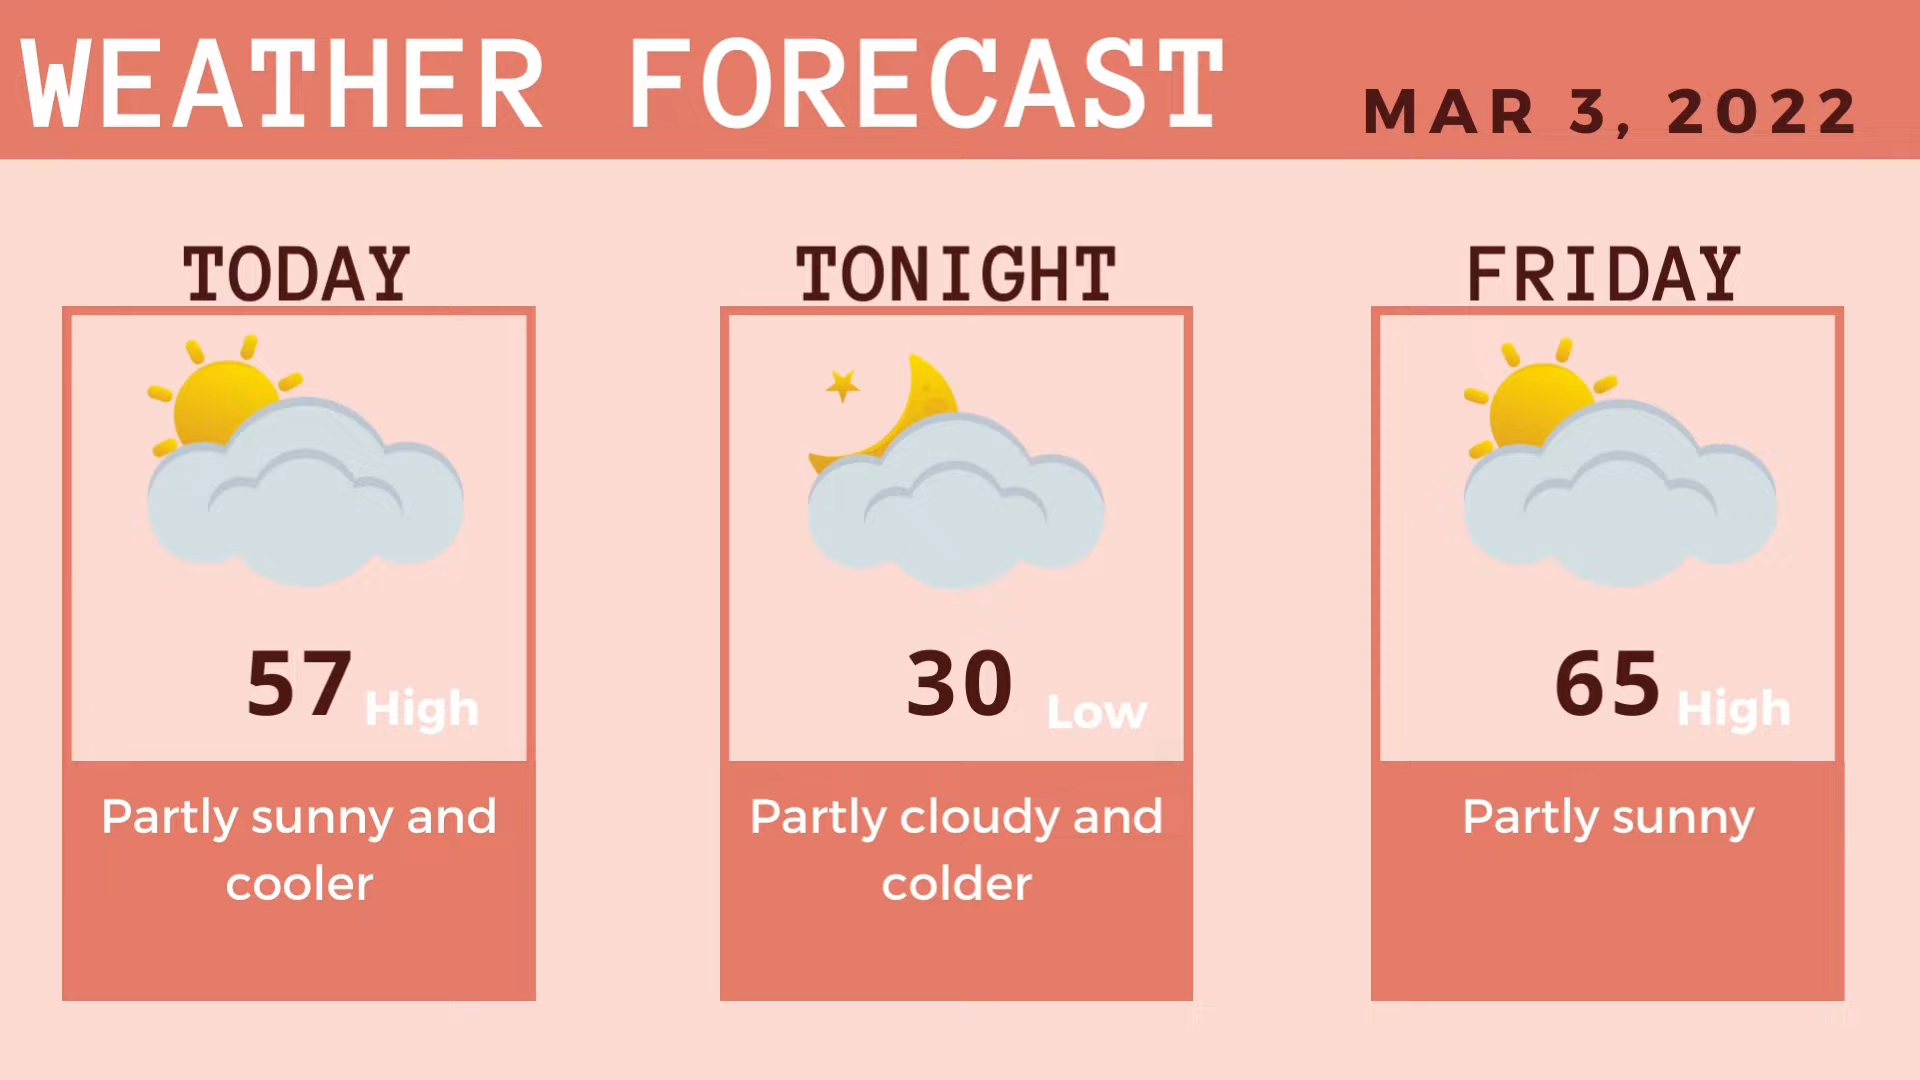 WEATHER FORECAST
MAR 3, 2022
TODAY
57 High
Partly sunny and
cooler
TONIGHT
30 Low
Partly cloudy and
colder
FRIDAY
65 High
Partly sunny